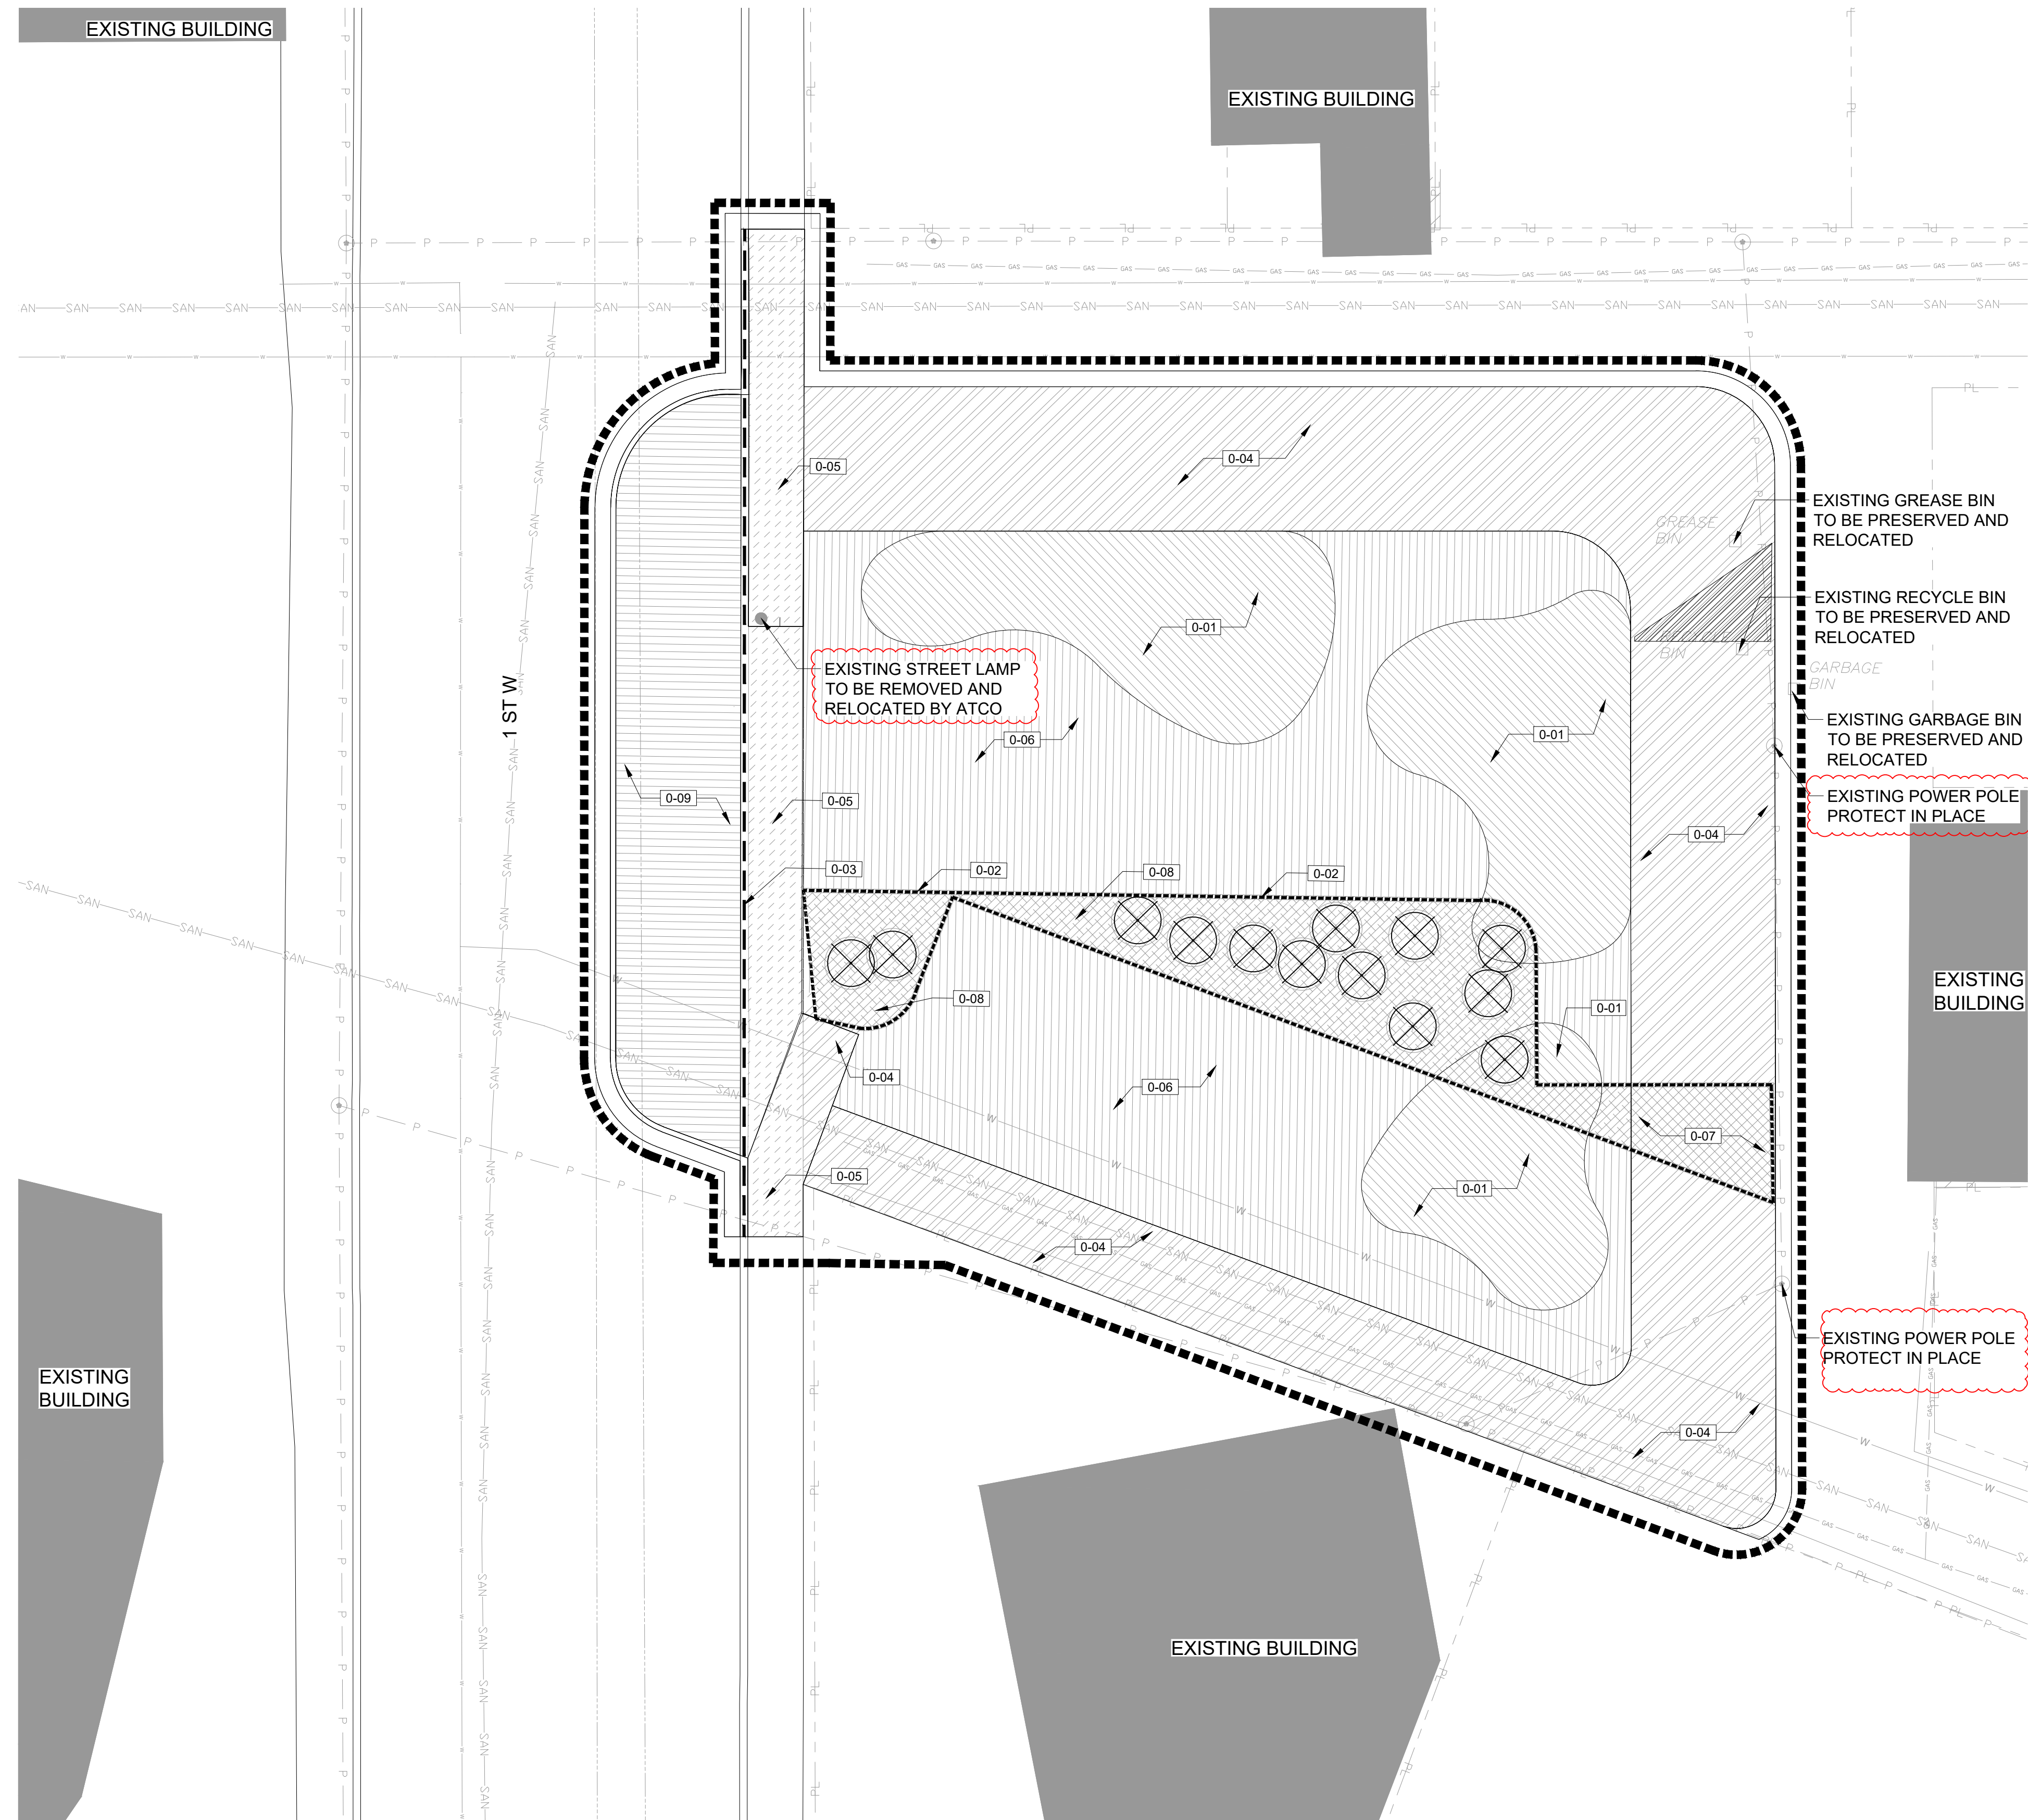 EXISTING BUILDING
EXISTING BUILDING
0-05
0-04
GREASE
BIN
EXISTING GREASE BIN
TO BE PRESERVED AND
RELOCATED
EXISTING RECYCLE BIN
TO BE PRESERVED AND
RELOCATED
BIN
GARBAGE
BIN
0-01
EXISTING STREET LAMP
TO BE REMOVED AND
RELOCATED BY ATCO
1 ST W
0-06
0-01
EXISTING GARBAGE BIN
TO BE PRESERVED AND
RELOCATED
EXISTING POWER POLE
PROTECT IN PLACE
0-09
0-05
0-04
0-03
0-02
0-08
0-02
EXISTING
BUILDING
0-08
0-01
0-04
0-06
0-07
0-05
0-01
0-04
EXISTING POWER POLE
PROTECT IN PLACE
EXISTING
BUILDING
0-04
EXISTING BUILDING